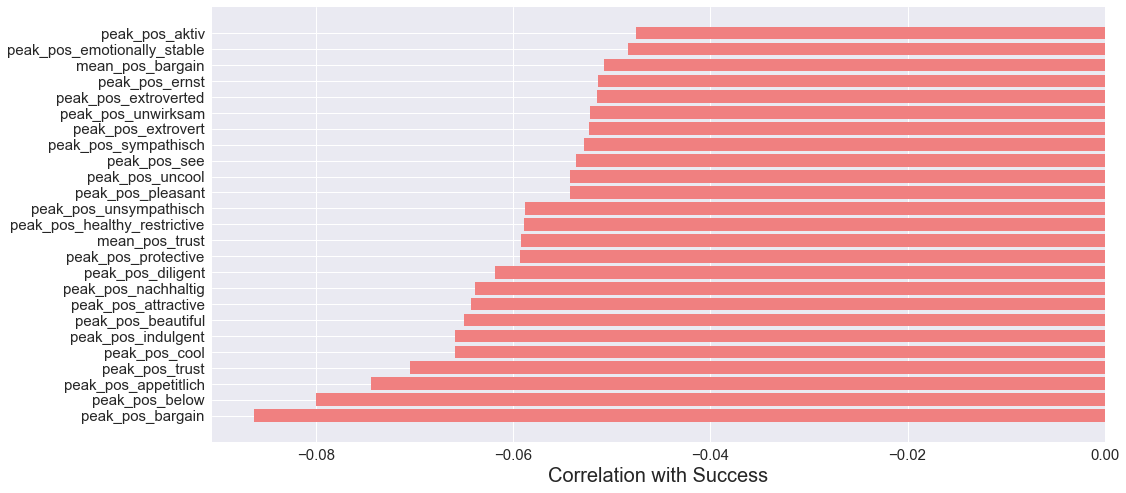 peak_pos_aktiv
peak_pos_emotionally_stable
mean_pos_bargain
peak_pos_ernst
peak_pos_extroverted
peak_pos_unwirksam
peak_pos_extrovert
peak_pos_sympathisch
peak_pos_see
peak_pos_uncool
peak_pos_pleasant
peak_pos_unsympathisch
peak_pos_healthy_restrictive
mean_pos_trust
peak_pos_protective
peak_pos_diligent
peak_pos_nachhaltig
peak_pos_attractive
peak_pos_beautiful
peak_pos_indulgent
peak_pos_cool
peak_pos_trust
peak_pos_appetitlich
peak_pos_below
peak_pos_bargain
−0.08 −0.06 −0.04 −0.02 0.00
Correlation with Success